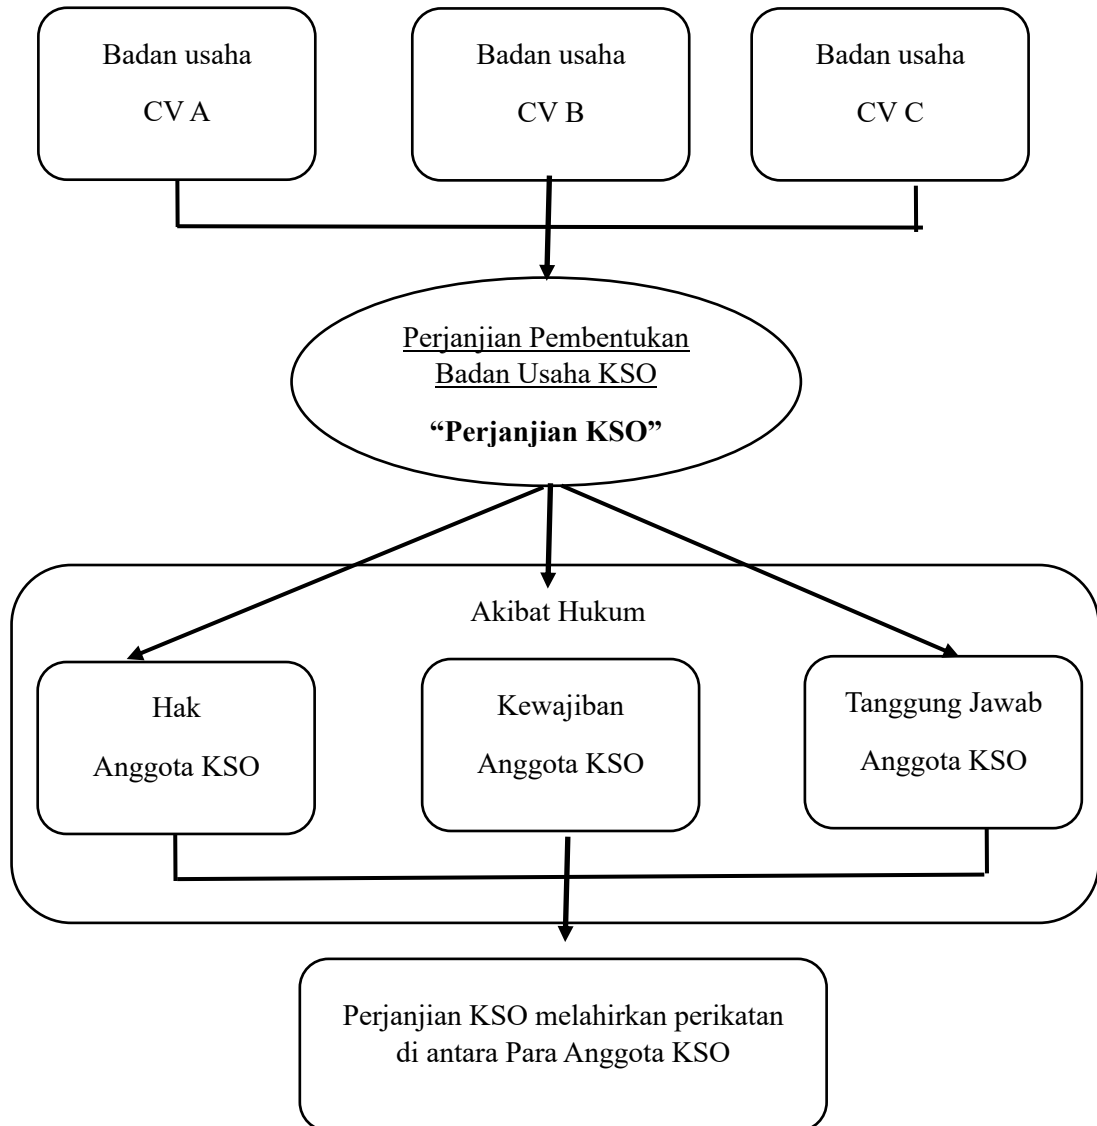 Badan usaha
CV A
Badan usaha
CV B
Badan usaha
CV C
Perjanjian Pembentukan
Badan Usaha KSO
“Perjanjian KSO”
Akibat Hukum
Hak
Anggota KSO
Kewajiban
Anggota KSO
Tanggung Jawab
Anggota KSO
Perjanjian KSO melahirkan perikatan
di antara Para Anggota KSO